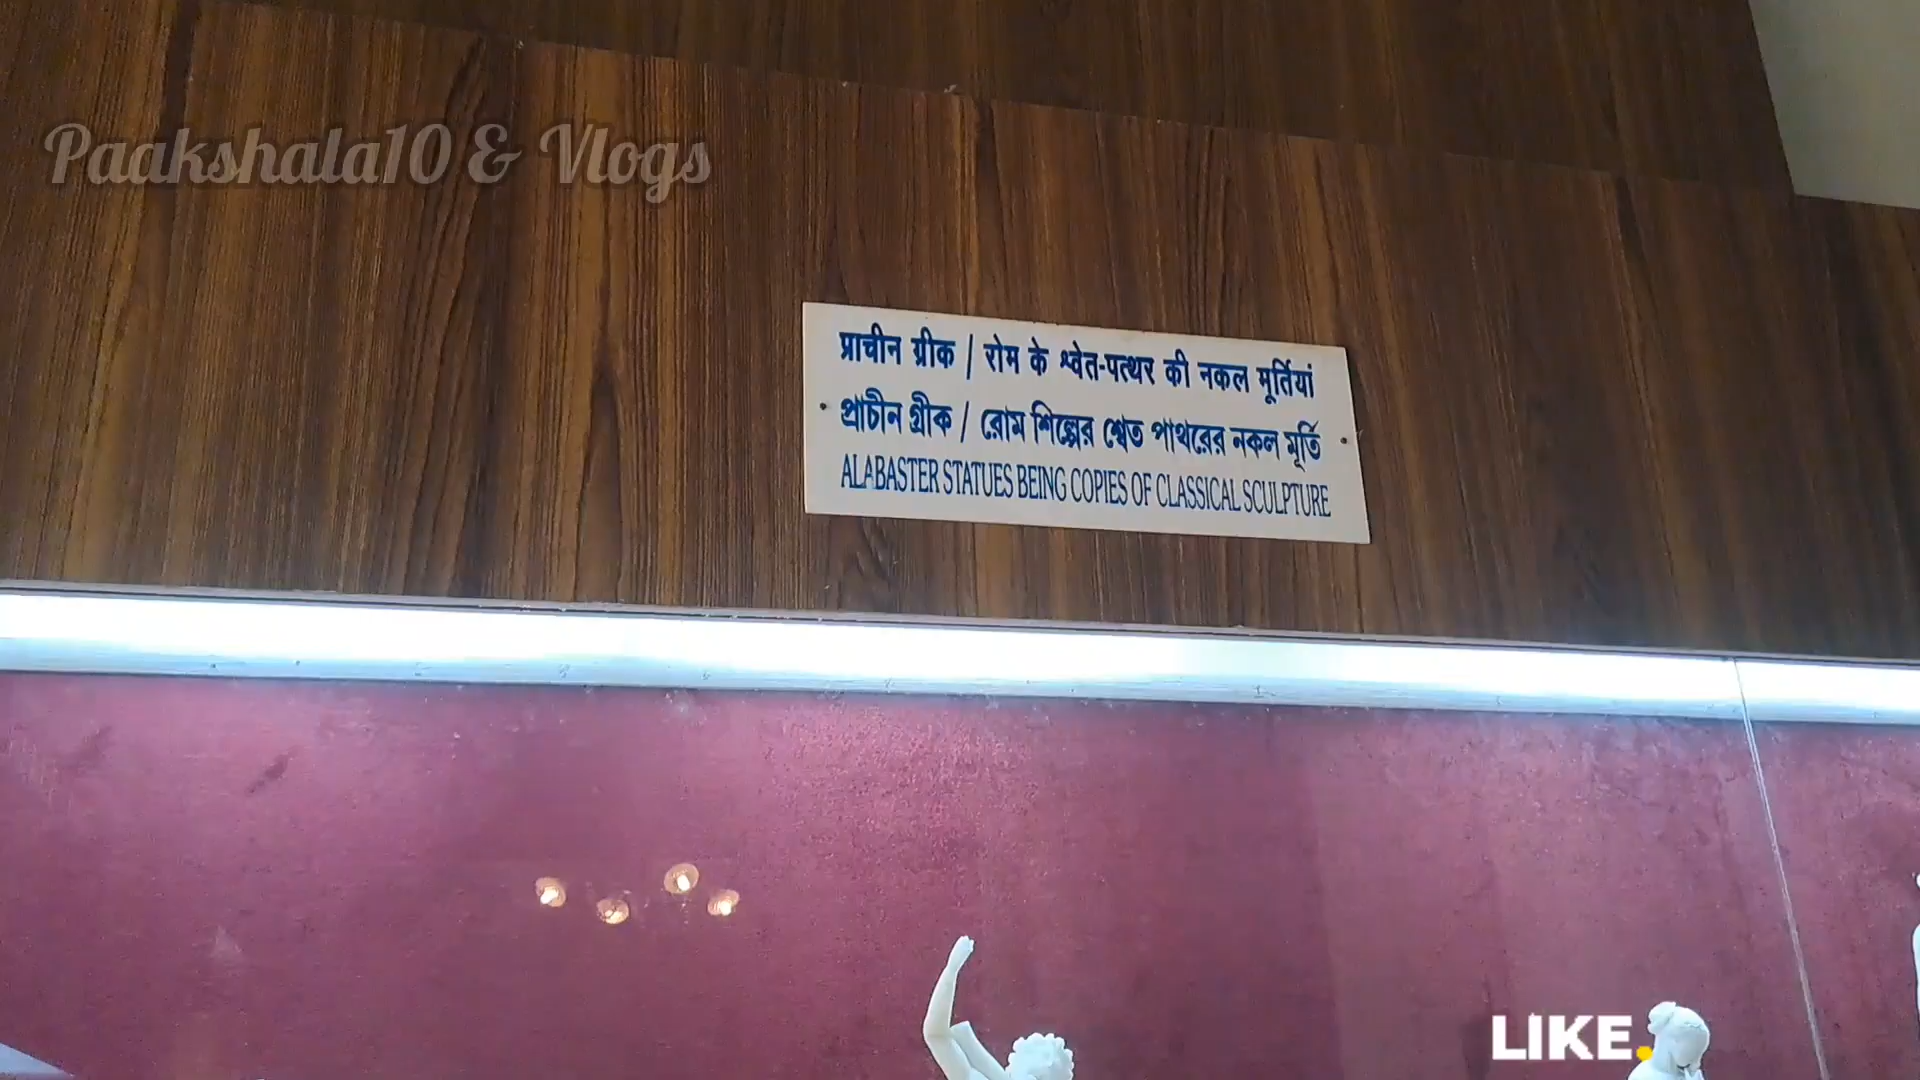 Paakshala10 & Vlogs
प्राचीन ग्रीक / रोम के श्वेत-पत्थर की नकल मूर्तियां
প্রাচীন গ্রীক / রোম শিল্পের শ্বেত পাথরের নকল মূর্তি
ALABASTER STATUES BEING COPIES OF CLASSICAL SCULPTURE
LIKE.